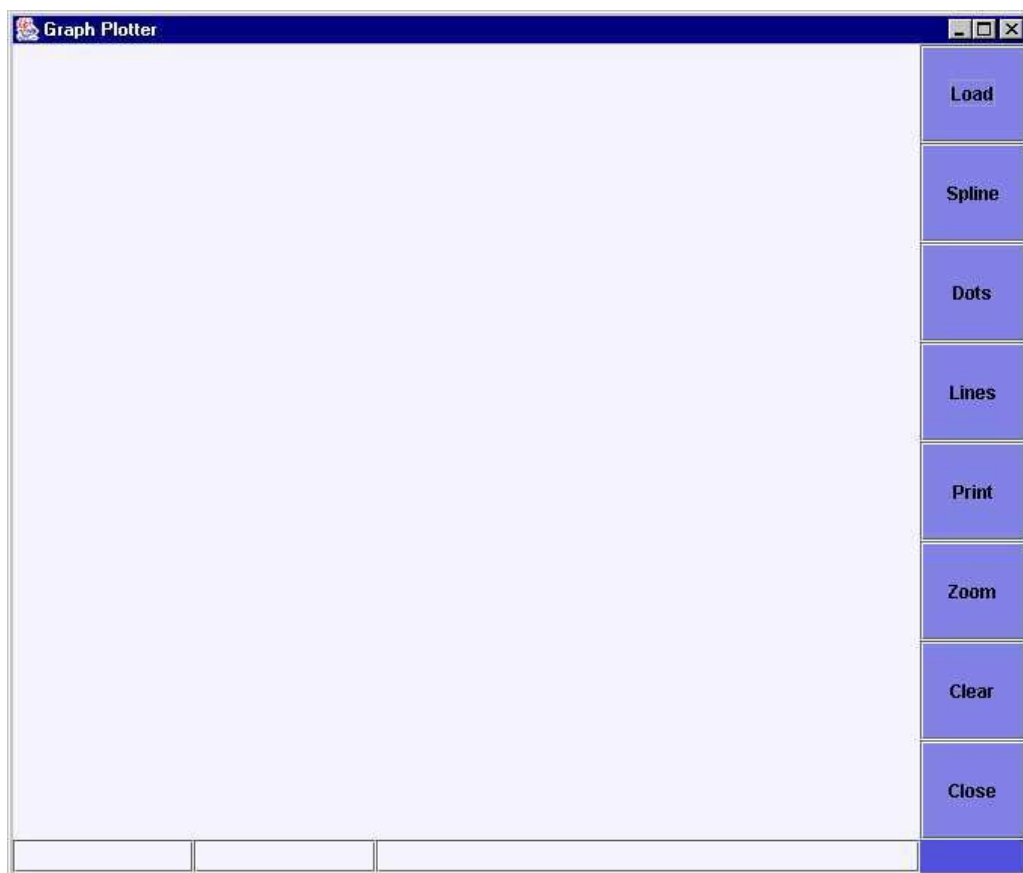 Graph Plotter
Load
Spline
Dots
Lines
Print
Zoom
Clear
Close